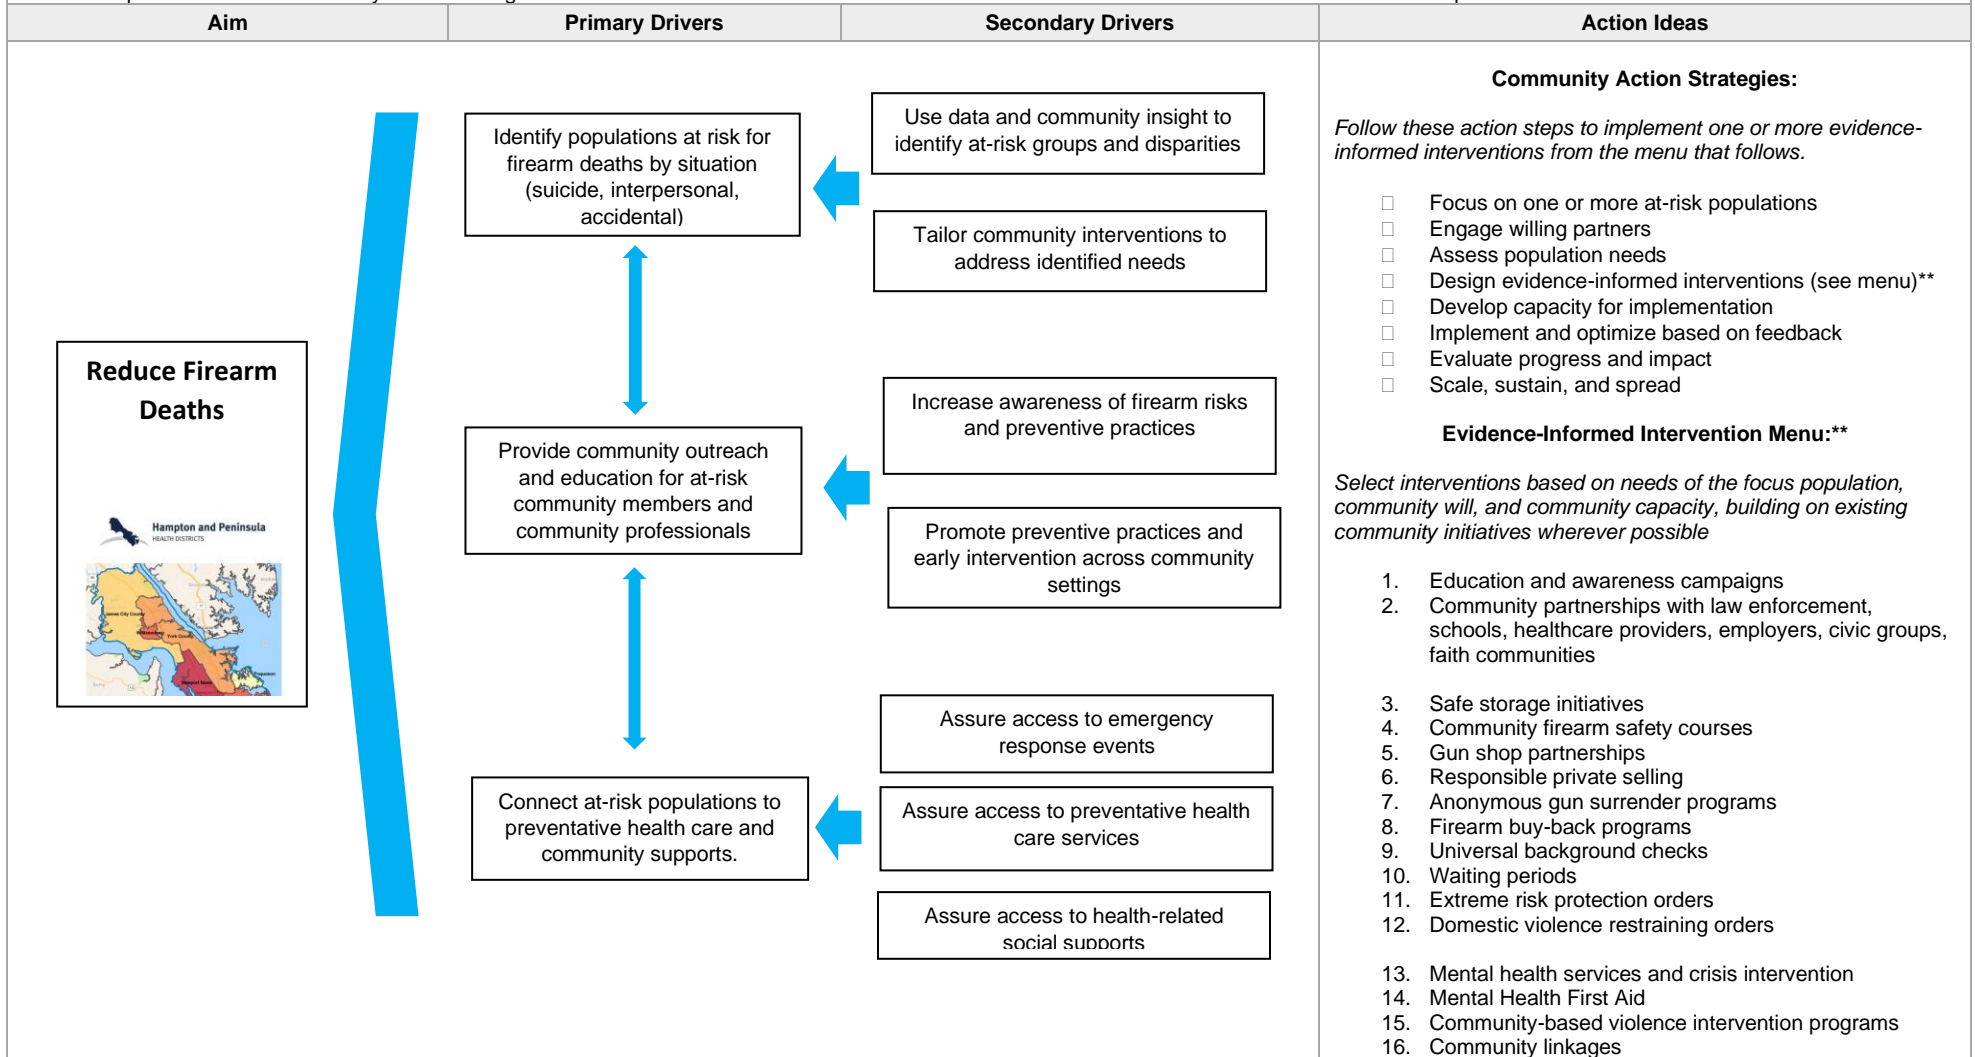 Aim
Primary Drivers
Secondary Drivers
Action Ideas
Reduce Firearm
Deaths
Hampton and Peninsula
HEALTH DISTRICTS
James City County
Williamsburg
York County
Poquoson
Newport News
Identify populations at risk for
firearm deaths by situation
(suicide, interpersonal,
accidental)
Provide community outreach
and education for at-risk
community members and
community professionals
Connect at-risk populations to
preventative health care and
community supports.
Use data and community insight to
identify at-risk groups and disparities
Tailor community interventions to
address identified needs
Increase awareness of firearm risks
and preventive practices
Promote preventive practices and
early intervention across community
settings
Assure access to emergency
response events
Assure access to preventative health
care services
Assure access to health-related
social supports
Community Action Strategies:
Follow these action steps to implement one or more evidence-
informed interventions from the menu that follows.
Focus on one or more at-risk populations
Engage willing partners
Assess population needs
Design evidence-informed interventions (see menu)**
Develop capacity for implementation
Implement and optimize based on feedback
Evaluate progress and impact
Scale, sustain, and spread
Evidence-Informed Intervention Menu:**
Select interventions based on needs of the focus population,
community will, and community capacity, building on existing
community initiatives wherever possible
1. Education and awareness campaigns
2. Community partnerships with law enforcement,
schools, healthcare providers, employers, civic groups,
faith communities
3. Safe storage initiatives
4. Community firearm safety courses
5. Gun shop partnerships
6. Responsible private selling
7. Anonymous gun surrender programs
8. Firearm buy-back programs
9. Universal background checks
10. Waiting periods
11. Extreme risk protection orders
12. Domestic violence restraining orders
13. Mental health services and crisis intervention
14. Mental Health First Aid
15. Community-based violence intervention programs
16. Community linkages